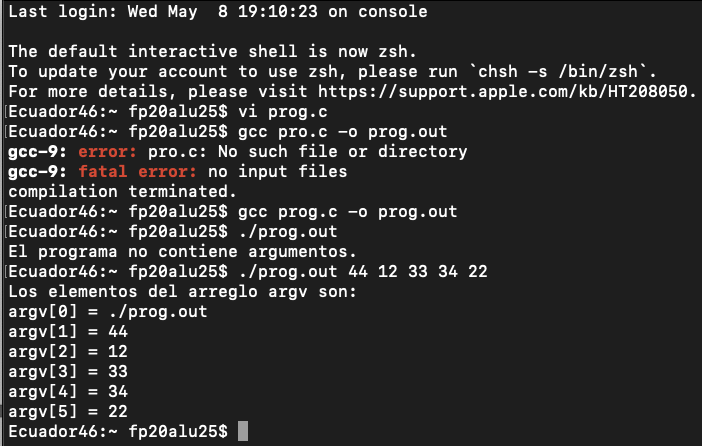 Last login: Wed May  8 19:10:23 on console

The default interactive shell is now zsh.
To update your account to use zsh, please run `chsh -s /bin/zsh`.
For more details, please visit https://support.apple.com/kb/HT208050.
[Ecuador46:~ fp20alu25$ vi prog.c
[Ecuador46:~ fp20alu25$ gcc pro.c -o prog.out
gcc-9: error: pro.c: No such file or directory
gcc-9: fatal error: no input files
compilation terminated.
[Ecuador46:~ fp20alu25$ gcc prog.c -o prog.out
[Ecuador46:~ fp20alu25$ ./prog.out
El programa no contiene argumentos.
[Ecuador46:~ fp20alu25$ ./prog.out 44 12 33 34 22
Los elementos del arreglo argv son:
argv[0] = ./prog.out
argv[1] = 44
argv[2] = 12
argv[3] = 33
argv[4] = 34
argv[5] = 22
Ecuador46:~ fp20alu25$